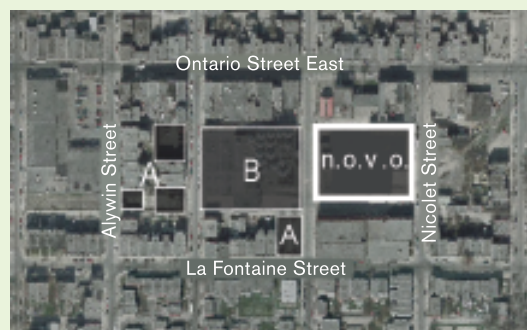 Ontario Street East
Alywin Street
A
B
n.o.v.o.
Nicolet Street
A
La Fontaine Street